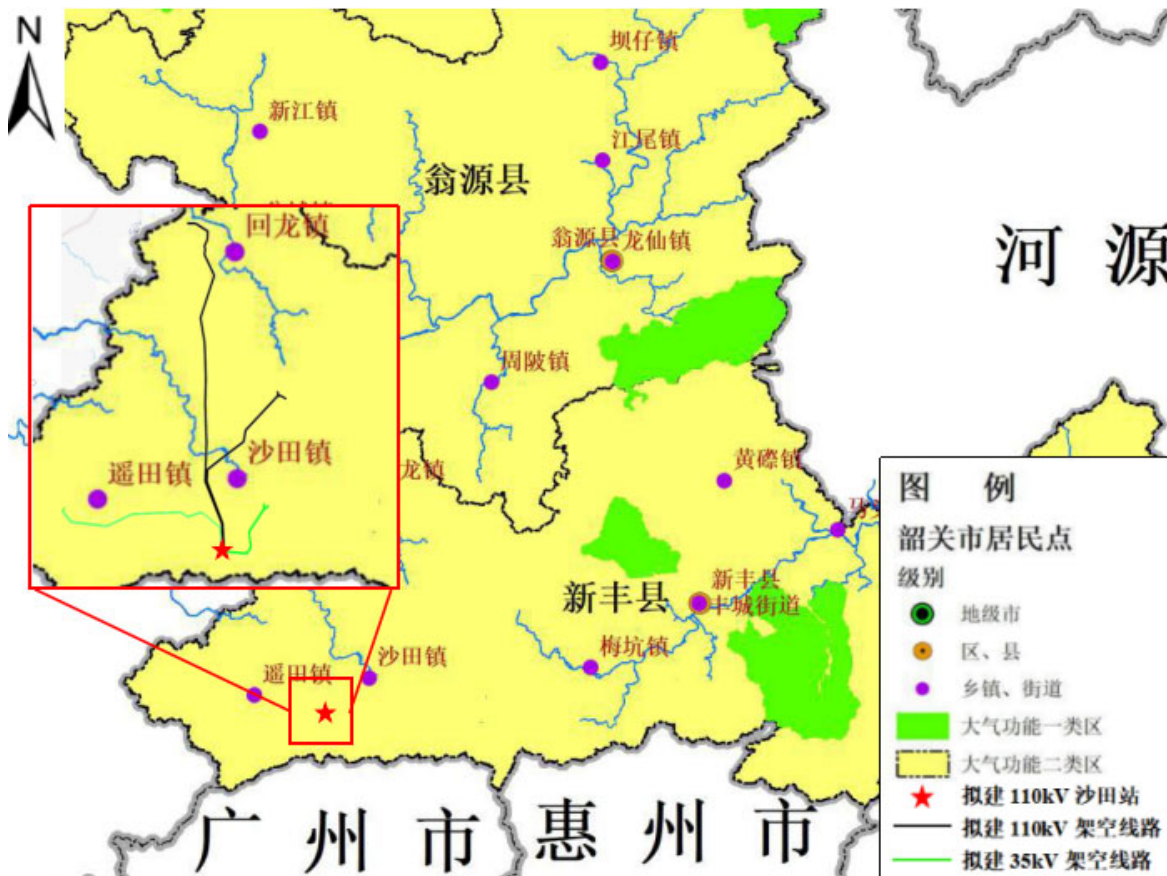 N
坝仔镇
新江镇
江尾镇
翁源县
翁源县 龙仙镇
河 源
回龙镇
周陂镇
沙田镇
遥田镇
龙镇
黄磜镇
新丰县
丰城街道
新丰县
梅坑镇
沙田镇
遥田镇
广 州 市
惠 州 市
图 例
韶关市居民点
级别
地级市
区、县
乡镇、街道
大气功能一类区
大气功能二类区
拟建 110kV 沙田站
拟建 110kV 架空线路
拟建 35kV 架空线路